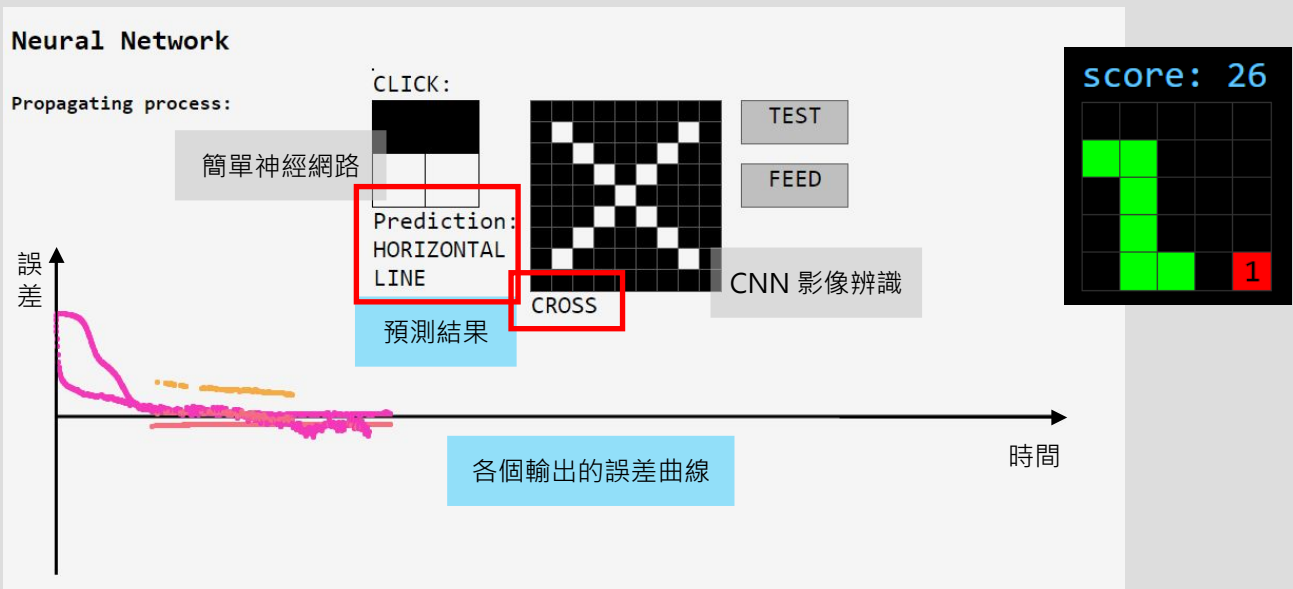 Neural Network
Propagating process:
CLICK:
簡單神經網路
Prediction:
HORIZONTAL
LINE
預測結果
TEST
FEED
CNN 影像辨識
CROSS
score: 26
1
誤
差
時間
各個輸出的誤差曲線